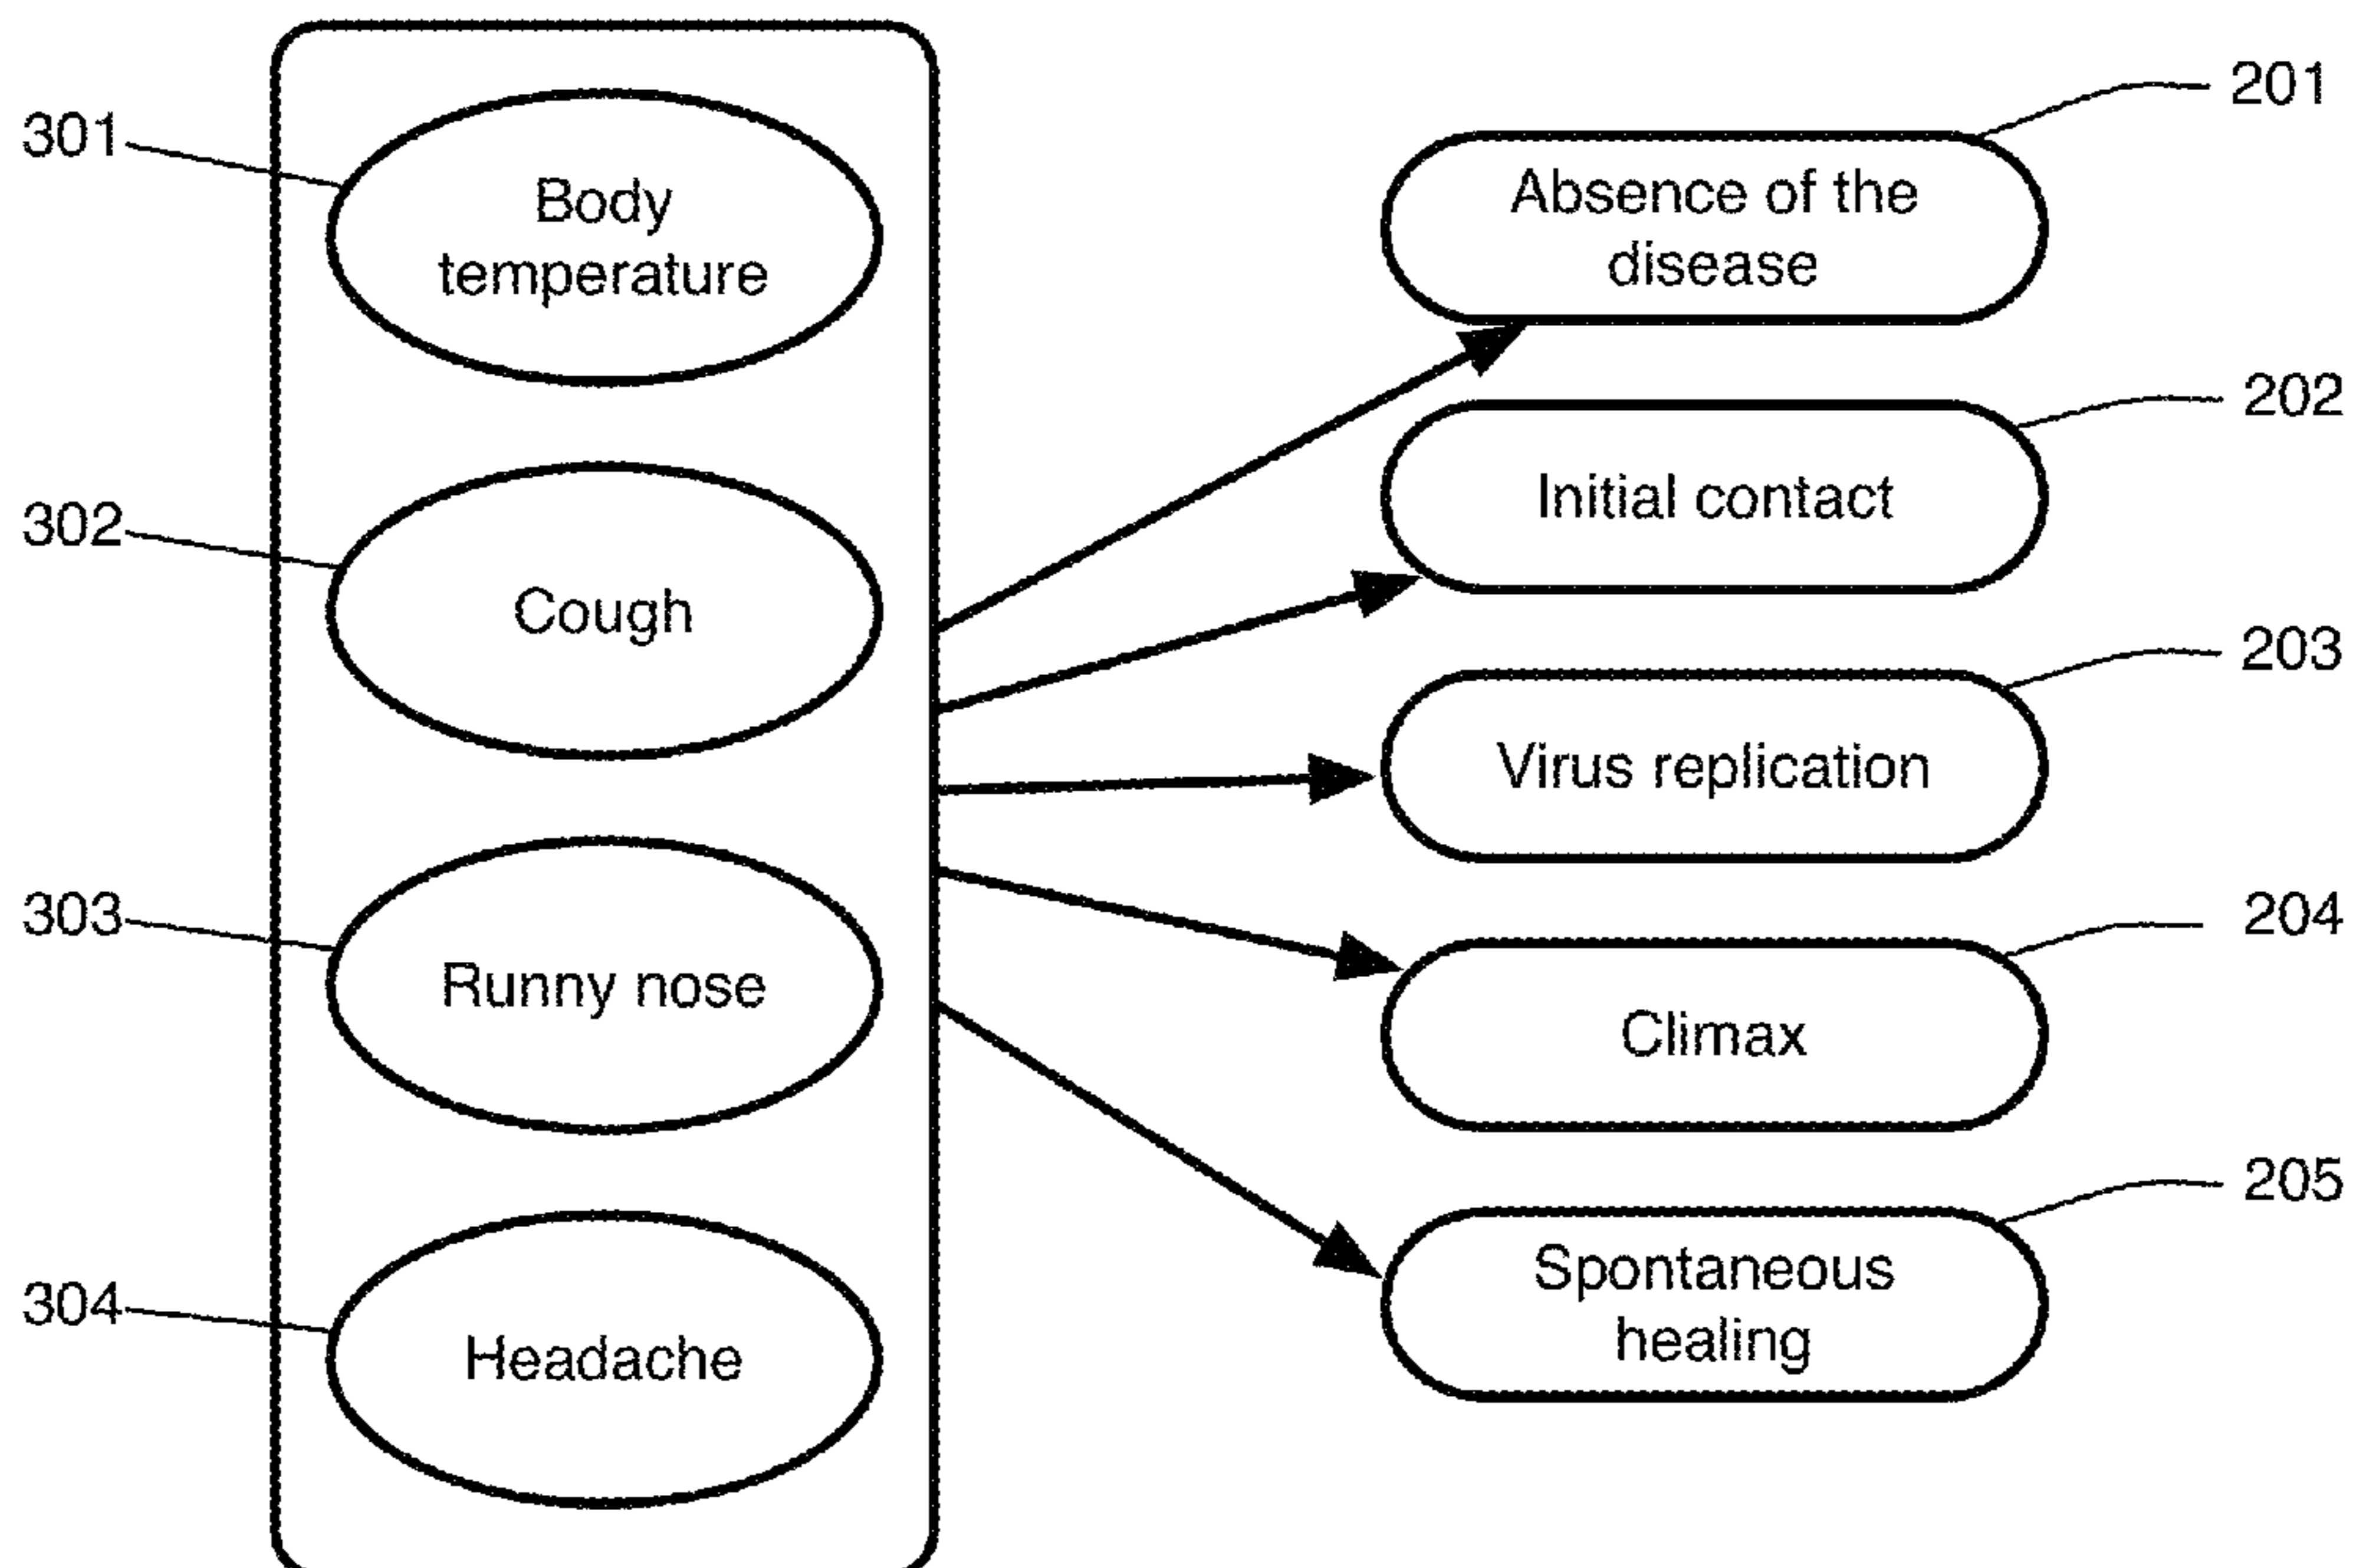 301
Body
temperature
302
Cough
303
Runny nose
304
Headache
201
Absence of the
disease
202
Initial contact
203
Virus replication
204
Climax
205
Spontaneous
healing